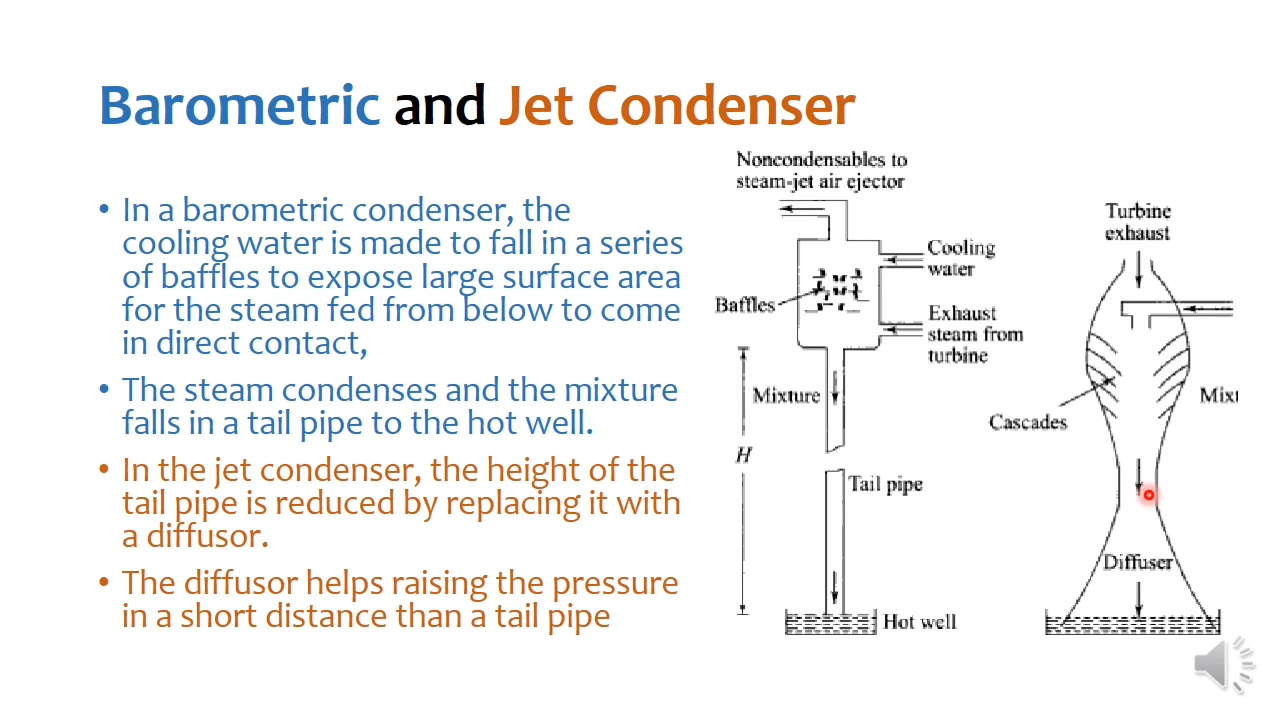 Barometric and Jet Condenser
• In a barometric condenser, the
cooling water is made to fall in a series
of baffles to expose large surface area
for the steam fed from below to come
in direct contact,
• The steam condenses and the mixture
falls in a tail pipe to the hot well.
• In the jet condenser, the height of the
tail pipe is reduced by replacing it with
a diffusor.
• The diffusor helps raising the pressure
in a short distance than a tail pipe
Noncondensables to
steam-jet air ejector
Cooling
water
Baffles
Exhaust
steam from
turbine
Mixture
H
Tail pipe
Hot well
Turbine
exhaust
Cascades
Mixt
Diffuser